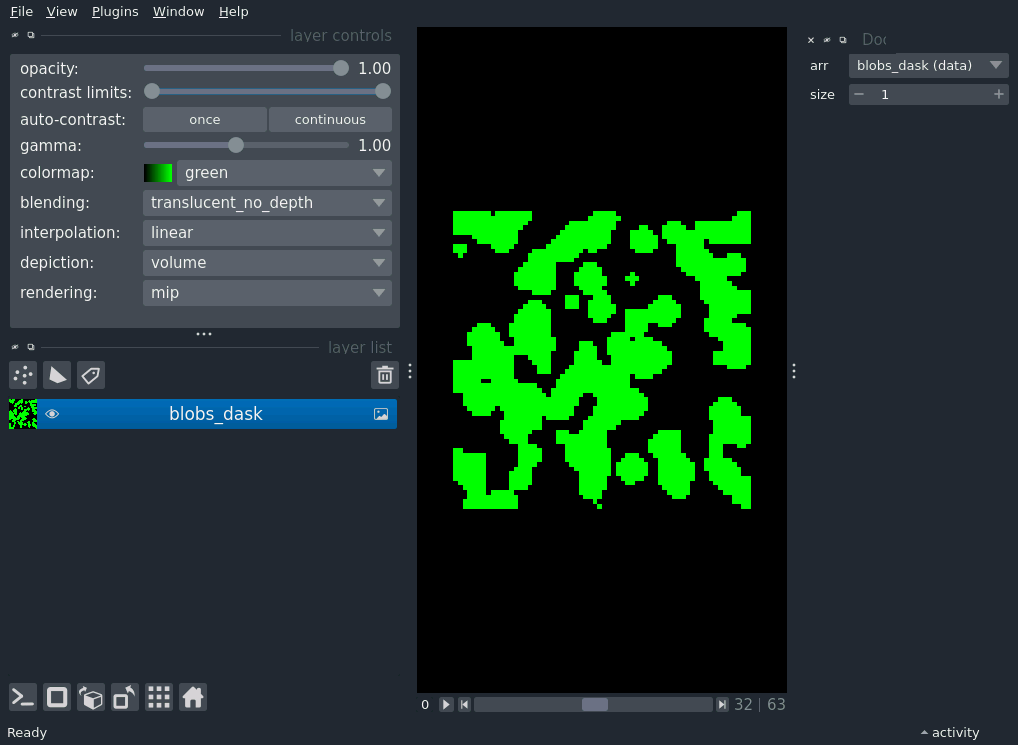 File View Plugins Window Help
layer controls
opacity: 1.00
contrast limits:
auto-contrast: once continuous
gamma: 1.00
colormap: green
blending: translucent_no_depth
interpolation: linear
depiction: volume
rendering: mip
layer list
blobs_dask
0 32 | 63
Doc
arr blobs_dask (data)
size 1
Ready
activity